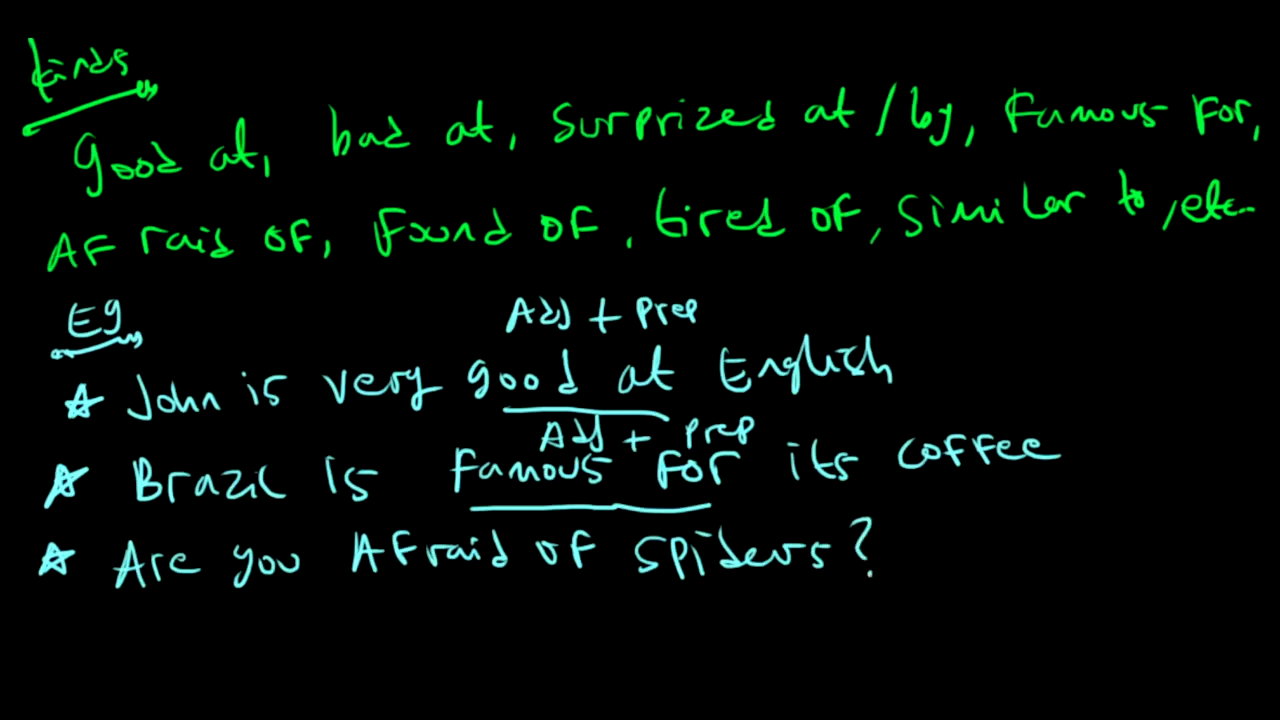 kinds
good at, bad at, surprized at / by, Famous For,
AFraid oF, Found oF, tired oF, Similar to, etc..
Eg
Adj + Prep
☆ John is very good at English
Adj + Prep
☆ Brazil is Famous For its coffee
☆ Are you AFraid oF spiders?